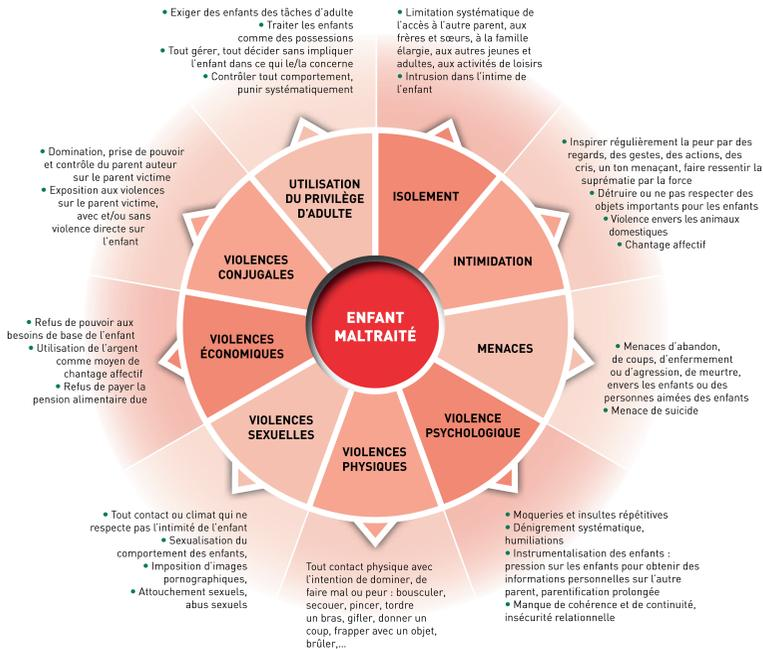 • Exiger des enfants des tâches d'adulte
• Traiter les enfants
comme des possessions
• Tout gérer, tout décider sans impliquer
l'enfant dans ce qui le/la concerne
• Contrôler tout comportement,
punir systématiquement
• Limitation systématique de
l'accès à l'autre parent, aux
frères et sœurs, à la famille
élargie, aux autres jeunes et
adultes, aux activités de loisirs
• Intrusion dans l'intime de
l'enfant
• Domination, prise de pouvoir
et contrôle du parent auteur
sur le parent victime
• Exposition aux violences
sur le parent victime,
avec et/ou sans
violence directe sur
l'enfant
• Inspirer régulièrement la peur par des
regards, des gestes, des actions, des
cris, un ton menaçant, faire ressentir la
suprématie par la force
• Détruire ou ne pas respecter des
objets importants pour les enfants
• Violence envers les animaux
domestiques
• Chantage affectif
UTILISATION
DU PRIVILÈGE
D'ADULTE
ISOLEMENT
VIOLENCES
CONJUGALES
INTIMIDATION
ENFANT
MALTRAITÉ
VIOLENCES
ÉCONOMIQUES
MENACES
VIOLENCES
SEXUELLES
VIOLENCE
PSYCHOLOGIQUE
VIOLENCES
PHYSIQUES
• Refus de pouvoir aux
besoins de base de l'enfant
• Utilisation de l'argent
comme moyen de
chantage affectif
• Refus de payer la
pension alimentaire due
• Menaces d'abandon,
de coups, d'enfermement
ou d'agression, de meurtre,
envers les enfants ou des
personnes aimées des enfants
• Menace de suicide
• Tout contact ou climat qui ne
respecte pas l'intimité de l'enfant
• Sexualisation du
comportement des enfants,
• Imposition d'images
pornographiques,
• Attouchement sexuels,
abus sexuels
Tout contact physique avec
l'intention de dominer, de
faire mal ou peur : bousculer,
secouer, pincer, tordre
un bras, gifler, donner un
coup, frapper avec un objet,
brûler,...
• Moqueries et insultes répétitives
• Dénigrement systématique,
humiliations
• Instrumentalisation des enfants :
pression sur les enfants pour obtenir des
informations personnelles sur l'autre
parent, parentification prolongée
• Manque de cohérence et de continuité,
insécurité relationnelle